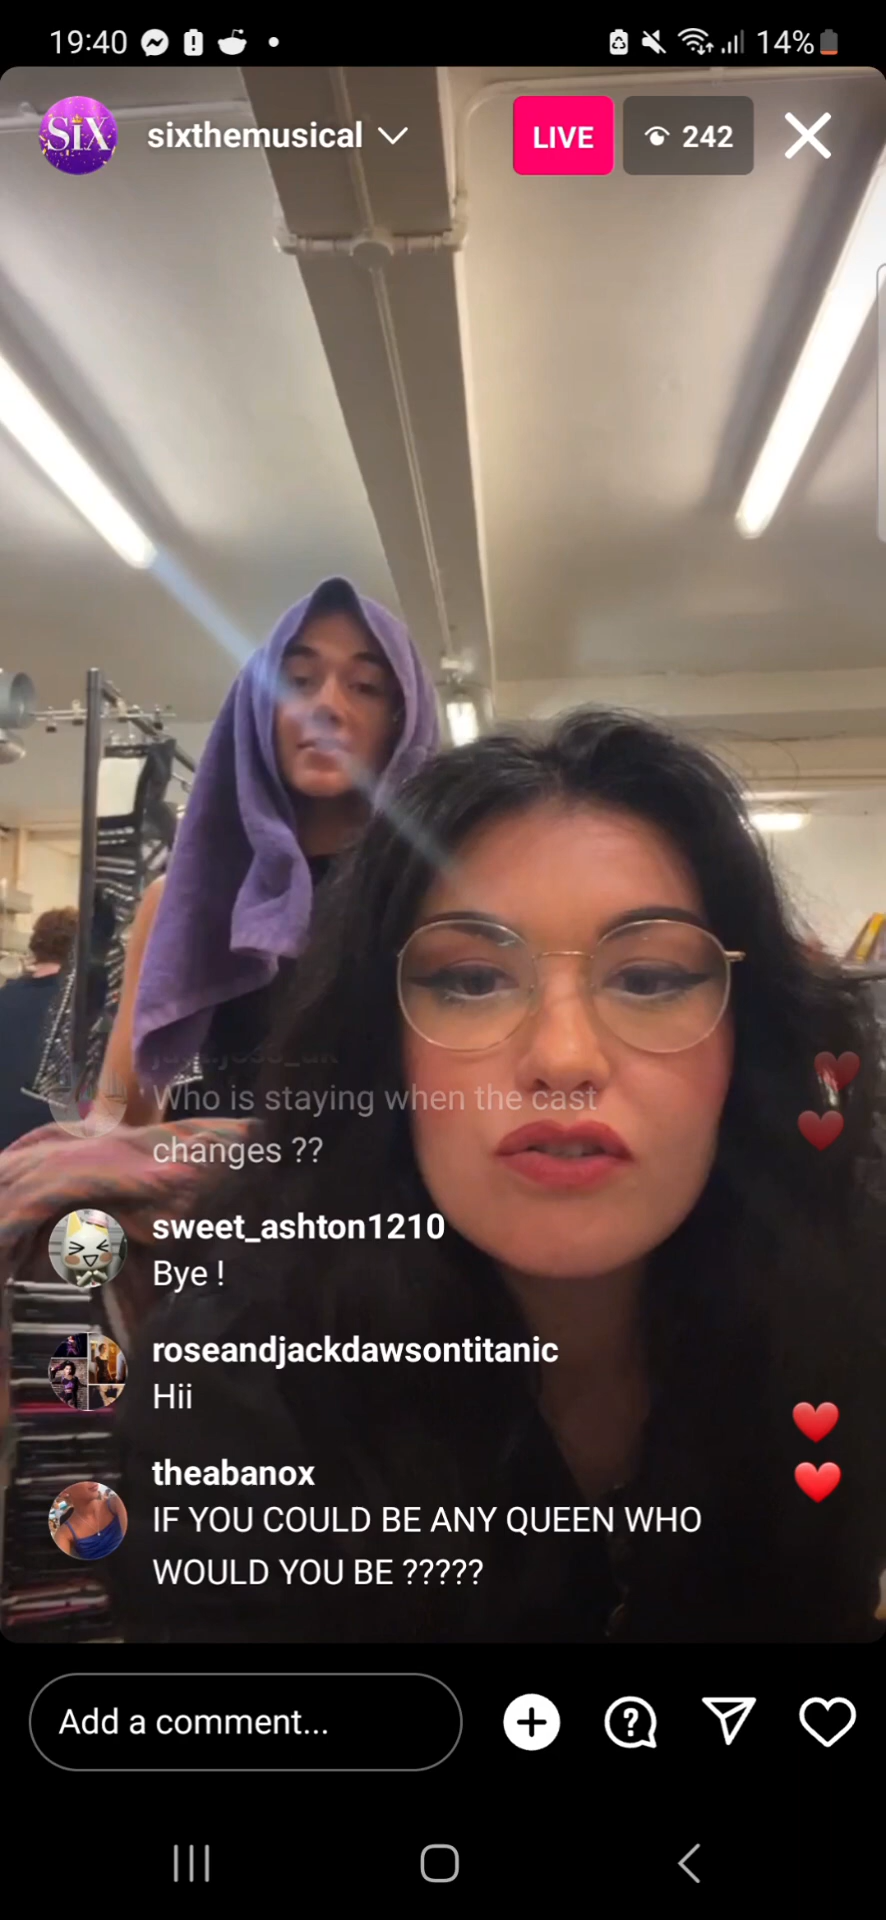 19:40
14%
SIX
sixthemusical
LIVE
242
Who is staying when the cast
changes ??
sweet_ashton1210
Bye !
roseandjackdawsontitanic
Hii
theabanox
IF YOU COULD BE ANY QUEEN WHO
WOULD YOU BE ?????
Add a comment...